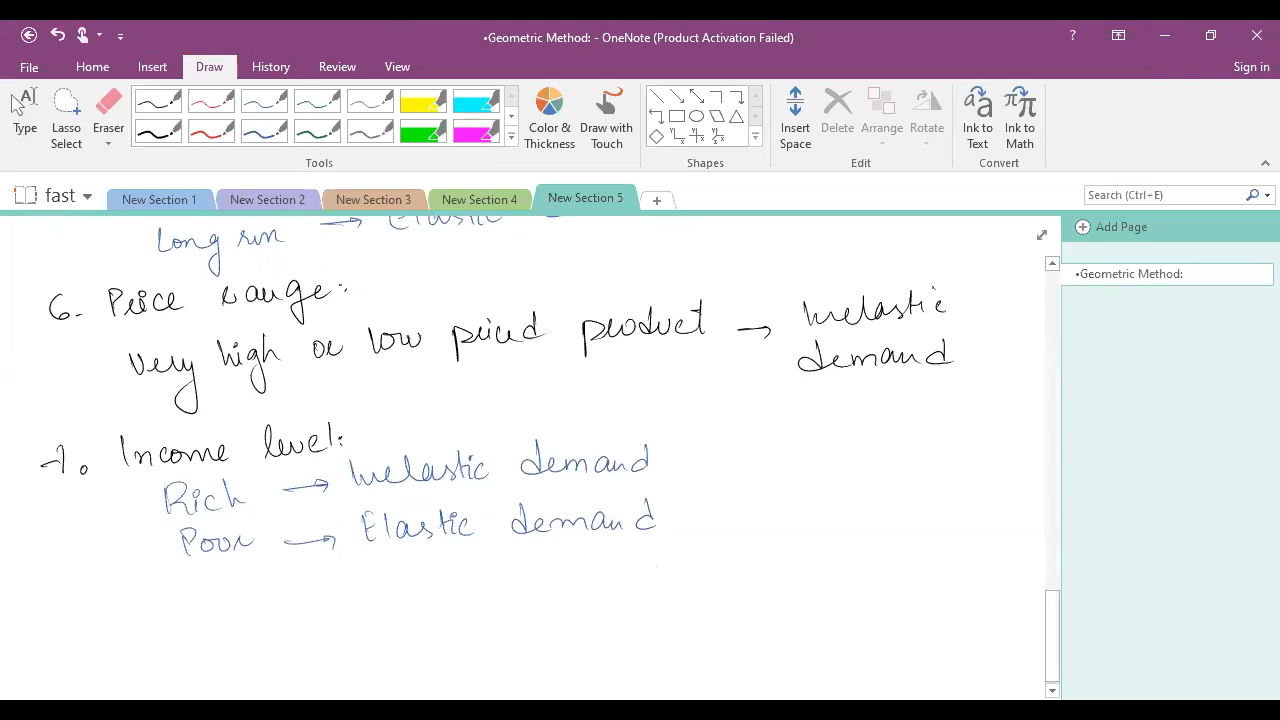 •Geometric Method: - OneNote (Product Activation Failed)
?
File Home Insert Draw History Review View
Sign in
Type
Lasso Select
Eraser
Color & Thickness
Draw with Touch
Insert Space
Delete
Arrange
Rotate
Ink to Text
Ink to Math
Tools
Shapes
Edit
Convert
fast
New Section 1
New Section 2
New Section 3
New Section 4
New Section 5
Search (Ctrl+E)
Add Page
•Geometric Method:
Long run → Elastic
6. Price range:
Very high or low priced product → Inelastic
demand
7. Income level:
Rich → Inelastic demand
Poor → Elastic demand